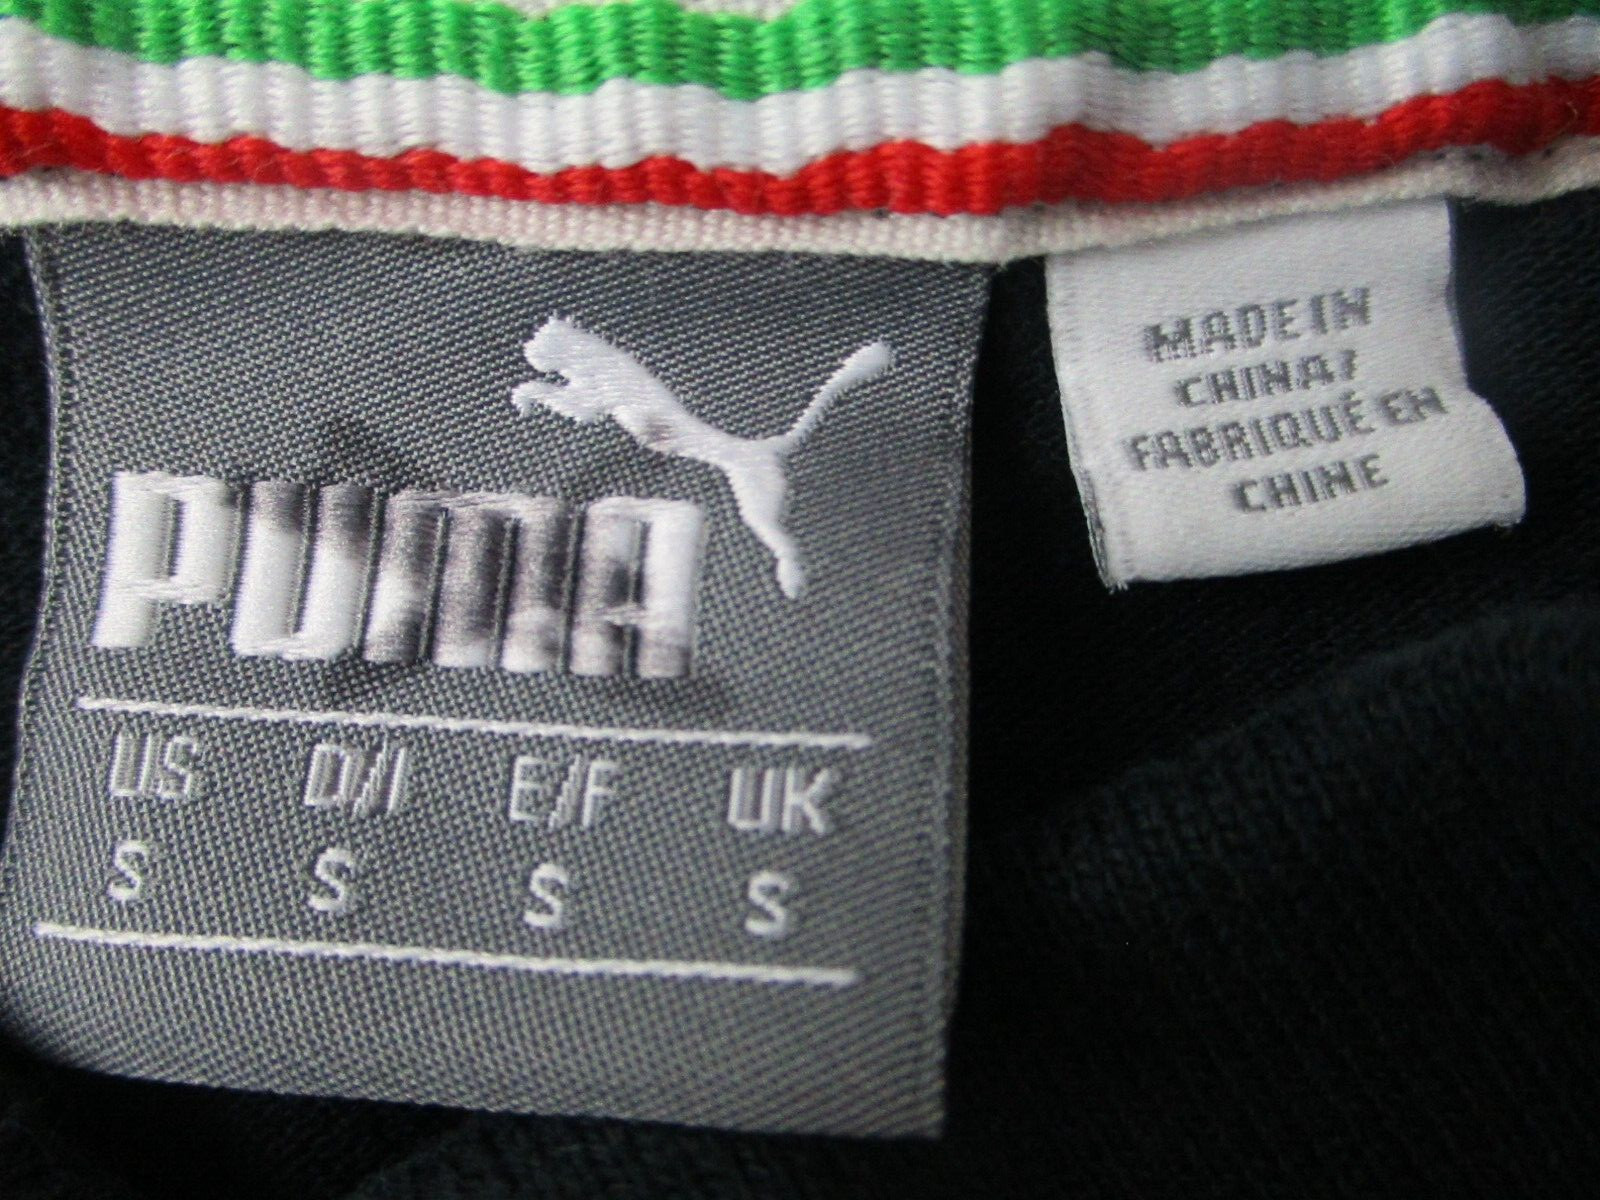 PUMA
US D/I E/F UK
S S S S
MADE IN
CHINA/
FABRIQUÉ EN
CHINE